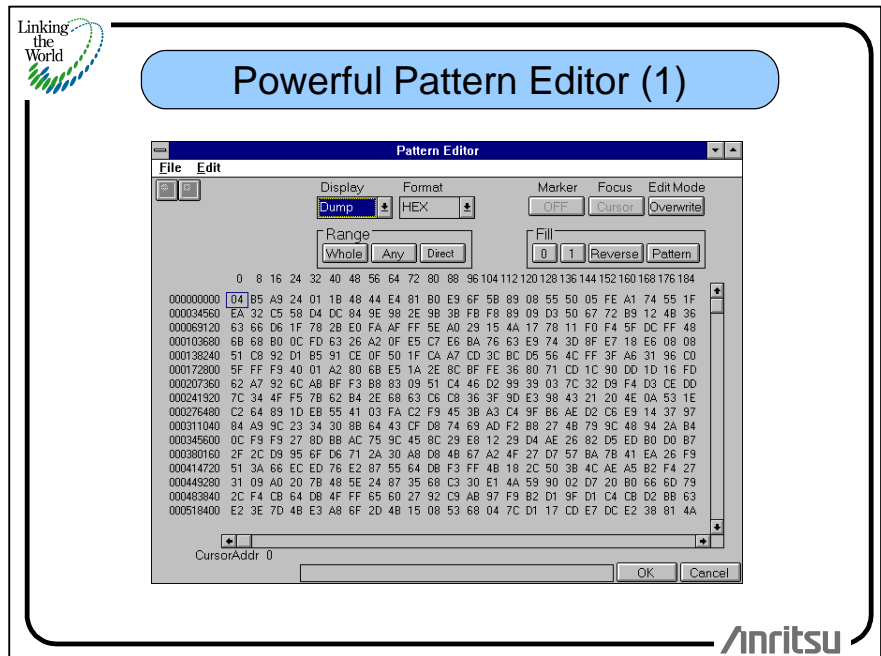 Linking
the
World
Powerful Pattern Editor (1)
Pattern Editor
File Edit
Display Format Marker Focus Edit Mode
Dump HEX OFF Cursor Overwrite
Range Fill
Whole Any Direct 0 1 Reverse Pattern
0 8 16 24 32 40 48 56 64 72 80 88 96 104 112 120 128 136 144 152 160 168 176 184
000000000 04 B5 A9 24 01 1B 48 44 E4 81 B0 E9 6F 5B 89 08 55 50 05 FE A1 74 55 1F
000034560 EA 32 C5 58 D4 DC 84 9E 98 2E 9B 3B FB F8 89 09 D3 50 67 72 B9 12 4B 36
000069120 63 66 D6 1F 78 2B E0 FA AF FF 5E A0 29 15 4A 17 78 11 F0 F4 5F DC FF 48
000103680 6B 68 B0 0C FD 63 26 A2 0F E5 C7 E6 BA 76 63 E9 74 3D 8F E7 18 E6 08 08
000138240 51 C8 92 D1 B5 91 CE 0F 50 1F CA A7 CD 3C BC D5 56 4C FF 3F A6 31 96 C0
000172800 5F FF F9 40 01 A2 80 6B E5 1A 2E 8C BF FE 36 80 71 CD 1C 90 DD 1D 16 FD
000207360 62 A7 92 6C AB BF F3 B8 83 09 51 C4 46 D2 99 39 03 7C 32 D9 F4 D3 CE DD
000241920 7C 34 4F F5 7B 62 B4 2E 68 63 C6 C8 36 3F 9D E3 98 43 21 20 4E 0A 53 1E
000276480 C2 64 89 1D EB 55 41 03 FA C2 F9 45 3B A3 C4 9F B6 AE D2 C6 E9 14 37 97
000311040 84 A9 9C 23 34 30 8B 64 43 CF D8 74 69 AD F2 B8 27 4B 79 9C 48 94 2A B4
000345600 0C F9 F9 27 8D BB AC 75 9C 45 8C 29 E8 12 29 D4 AE 26 82 D5 ED B0 D0 B7
000380160 2F 2C D9 95 6F D6 71 2A 30 A8 D8 4B 67 A2 4F 27 D7 57 BA 7B 41 EA 26 F9
000414720 51 3A 66 EC ED 76 E2 87 55 64 DB F3 FF 4B 18 2C 50 3B 4C AE A5 B2 F4 27
000449280 31 09 A0 20 7B 48 5E 24 87 35 68 C3 30 E1 4A 59 90 02 D7 20 B0 66 6D 79
000483840 2C F4 CB 64 DB 4F FF 65 60 27 92 C9 AB 97 F9 B2 D1 9F D1 C4 CB D2 BB 63
000518400 E2 3E 7D 4B E3 A8 6F 2D 4B 15 08 53 68 04 7C D1 17 CD E7 DC E2 38 81 4A
CursorAddr 0
OK Cancel
Anritsu